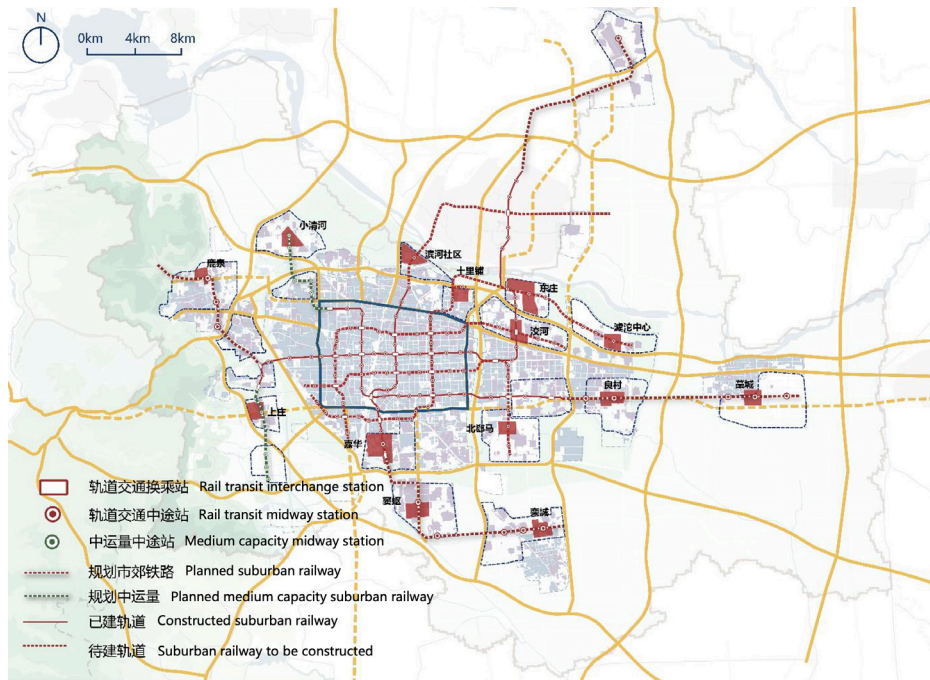 N
0km 4km 8km
小清河
鹿泉
滨河社区
十里铺
东庄
汶河
滹沱中心
良村
藁城
上庄
嘉华
北郄马
窦妪
栾城
轨道交通换乘站 Rail transit interchange station
轨道交通中途站 Rail transit midway station
中运量中途站 Medium capacity midway station
规划市郊铁路 Planned suburban railway
规划中运量 Planned medium capacity suburban railway
已建轨道 Constructed suburban railway
待建轨道 Suburban railway to be constructed